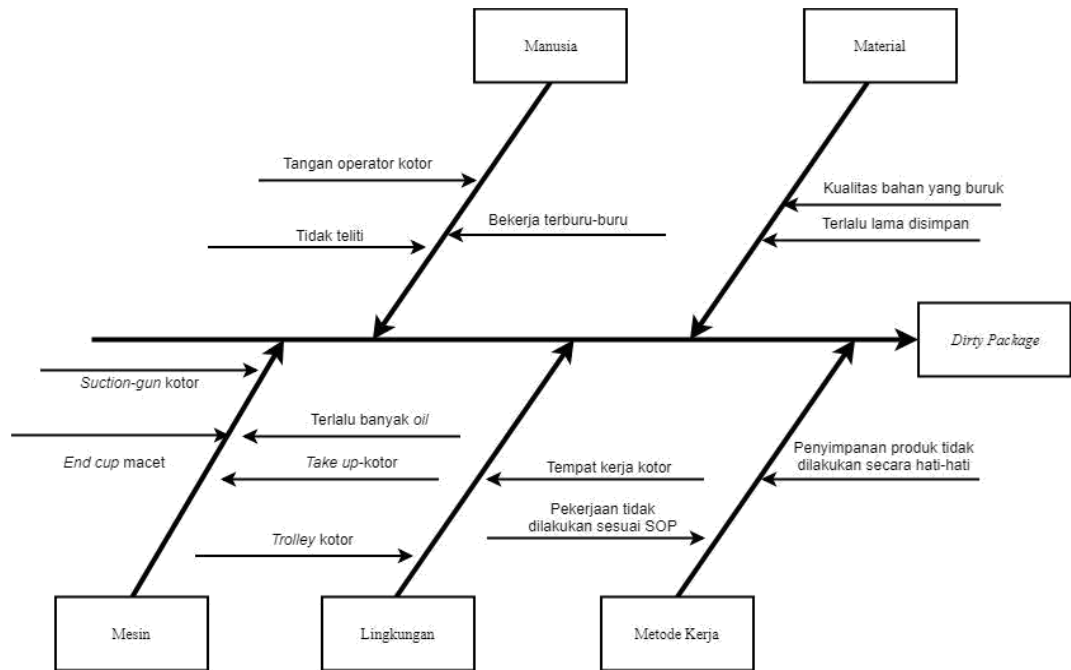 Manusia
Material
Tangan operator kotor
Kualitas bahan yang buruk
Bekerja terburu-buru
Terlalu lama disimpan
Tidak teliti
Dirty Package
Suction-gun kotor
Terlalu banyak oil
End cup macet
Take up-kotor
Tempat kerja kotor
Penyimpanan produk tidak
dilakukan secara hati-hati
Pekerjaan tidak
dilakukan sesuai SOP
Trolley kotor
Mesin
Lingkungan
Metode Kerja